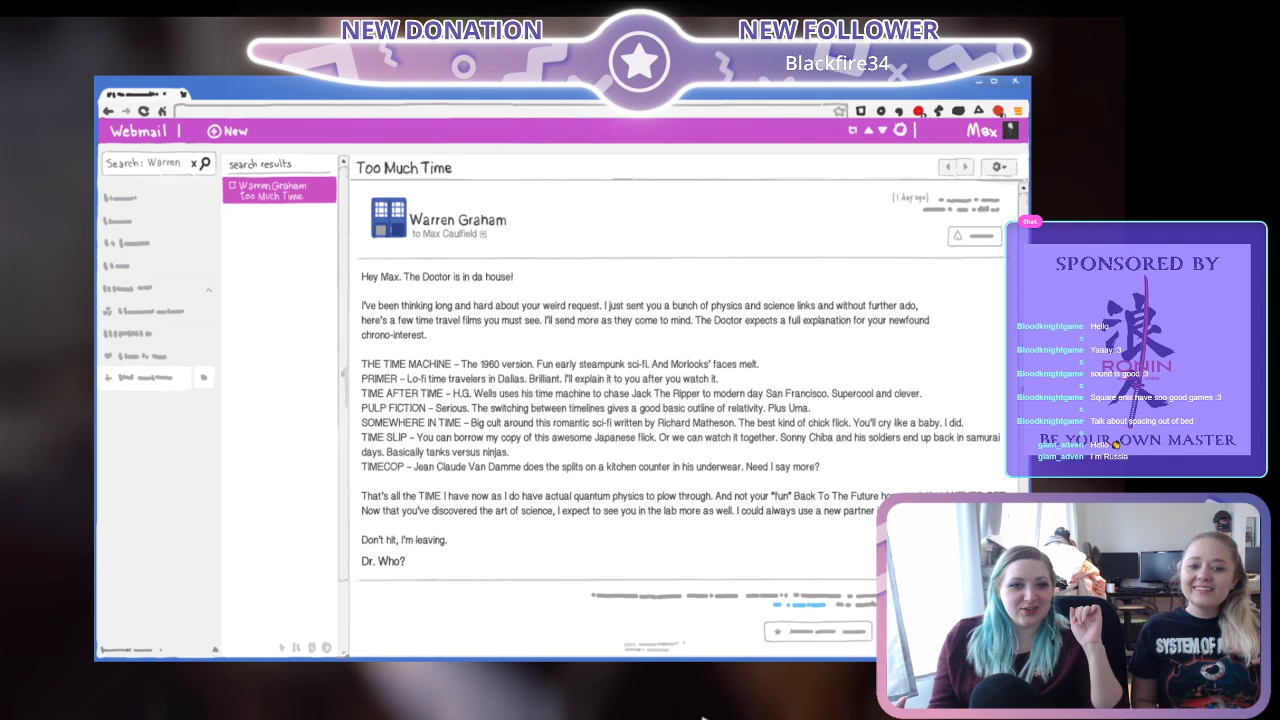 NEW DONATION
NEW FOLLOWER
Blackfire34
Webmail |
New
Max
Search: Warren x
search results
Warren Graham
Too Much Time
Too Much Time
(1 day ago)
Warren Graham
to Max Caulfield
Hey Max. The Doctor is in da house!
I've been thinking long and hard about your weird request. I just sent you a bunch of physics and science links and without further ado,
here's a few time travel films you must see. I'll send more as they come to mind. The Doctor expects a full explanation for your newfound
chrono-interest.
THE TIME MACHINE – The 1960 version. Fun early steampunk sci-fi. And Morlocks' faces melt.
PRIMER – Lo-fi time travelers in Dallas. Brilliant. I'll explain it to you after you watch it.
TIME AFTER TIME – H.G. Wells uses his time machine to chase Jack The Ripper to modern day San Francisco. Supercool and clever.
PULP FICTION – Serious. The switching between timelines gives a good basic outline of relativity. Plus Uma.
SOMEWHERE IN TIME – Big cult around this romantic sci-fi written by Richard Matheson. The best kind of chick flick. You'll cry like a baby. I did.
TIME SLIP – You can borrow my copy of this awesome Japanese flick. Or we can watch it together. Sonny Chiba and his soldiers end up back in samurai
days. Basically tanks versus ninjas.
TIMECOP – Jean Claude Van Damme does the splits on a kitchen counter in his underwear. Need I say more?
That's all the TIME I have now as I do have actual quantum physics to plow through. And not your "fun" Back To The Future
Now that you've discovered the art of science, I expect to see you in the lab more as well. I could always use a new partner
Don't hit, I'm leaving.
Dr. Who?
Chat
SPONSORED BY
浪
人
RONIN
BE YOUR OWN MASTER
Bloodknightgames Hello
Bloodknightgames Yaaay :3
Bloodknightgames sound is good :3
Bloodknightgames Square enix have soo good games :3
Bloodknightgames Talk about spacing out of bed
glam_adven Hello
glam_adven I'm Russia
SYSTEM OF A